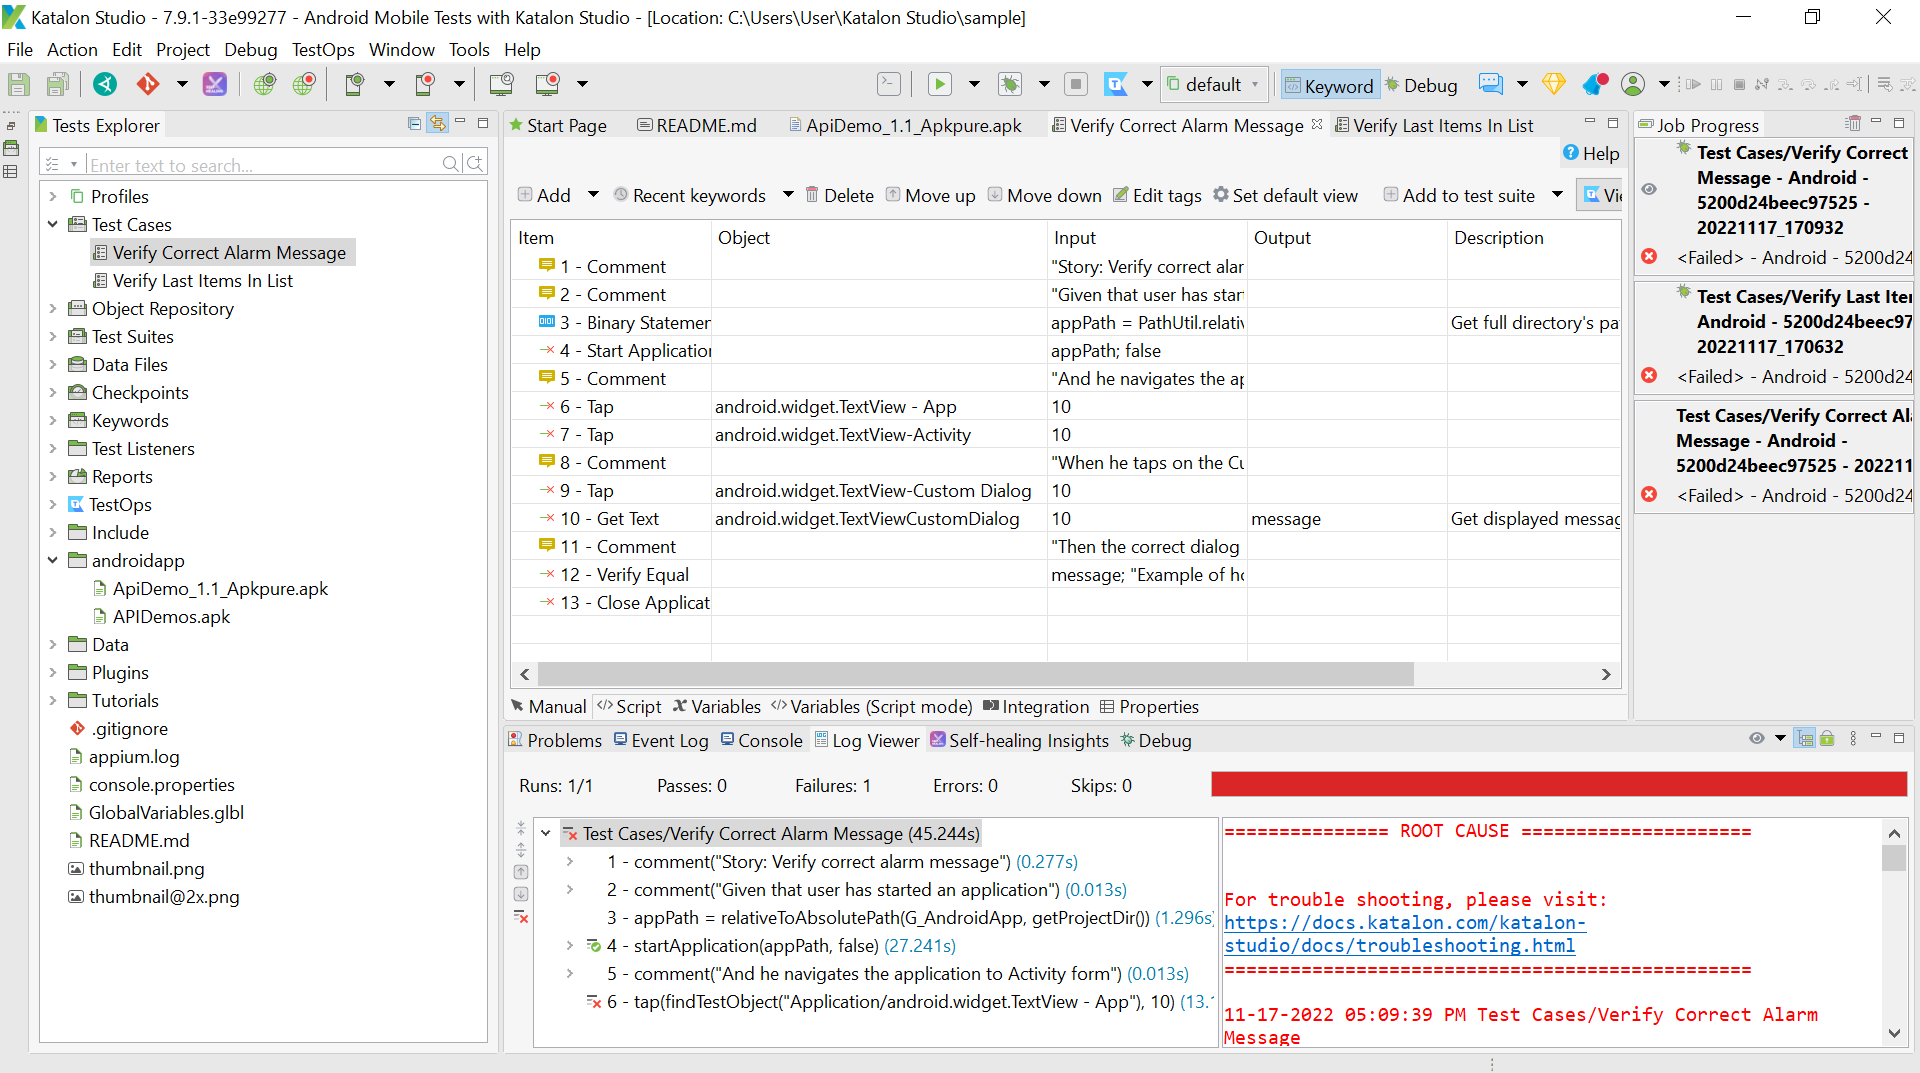 Katalon Studio - 7.9.1-33e99277 - Android Mobile Tests with Katalon Studio - [Location: C:\Users\User\Katalon Studio\sample]
File Action Edit Project Debug TestOps Window Tools Help
default Keyword Debug
Tests Explorer
Enter text to search...
Profiles
Test Cases
Verify Correct Alarm Message
Verify Last Items In List
Object Repository
Test Suites
Data Files
Checkpoints
Keywords
Test Listeners
Reports
TestOps
Include
androidapp
ApiDemo_1.1_Apkpure.apk
APIDemos.apk
Data
Plugins
Tutorials
.gitignore
appium.log
console.properties
GlobalVariables.glbl
README.md
thumbnail.png
thumbnail@2x.png
Start Page README.md ApiDemo_1.1_Apkpure.apk Verify Correct Alarm Message Verify Last Items In List
Help
Add Recent keywords Delete Move up Move down Edit tags Set default view Add to test suite Vie
Item Object Input Output Description
1 - Comment "Story: Verify correct alar
2 - Comment "Given that user has star
3 - Binary Statemen appPath = PathUtil.relativ Get full directory's pa
4 - Start Application appPath; false
5 - Comment "And he navigates the ap
6 - Tap android.widget.TextView - App 10
7 - Tap android.widget.TextView-Activity 10
8 - Comment "When he taps on the Cu
9 - Tap android.widget.TextView-Custom Dialog 10
10 - Get Text android.widget.TextViewCustomDialog 10 message Get displayed messag
11 - Comment "Then the correct dialog
12 - Verify Equal message; "Example of ho
13 - Close Applicat
Manual Script Variables Variables (Script mode) Integration Properties
Job Progress
Test Cases/Verify Correct
Message - Android -
5200d24beec97525 -
20221117_170932
<Failed> - Android - 5200d24
Test Cases/Verify Last Ite
Android - 5200d24beec97
20221117_170632
<Failed> - Android - 5200d24
Test Cases/Verify Correct Al
Message - Android -
5200d24beec97525 - 202211
<Failed> - Android - 5200d24
Problems Event Log Console Log Viewer Self-healing Insights Debug
Runs: 1/1 Passes: 0 Failures: 1 Errors: 0 Skips: 0
Test Cases/Verify Correct Alarm Message (45.244s)
1 - comment("Story: Verify correct alarm message") (0.277s)
2 - comment("Given that user has started an application") (0.013s)
3 - appPath = relativeToAbsolutePath(G_AndroidApp, getProjectDir()) (1.296s)
4 - startApplication(appPath, false) (27.241s)
5 - comment("And he navigates the application to Activity form") (0.013s)
6 - tap(findTestObject("Application/android.widget.TextView - App"), 10) (13.1
=============== ROOT CAUSE =====================
For trouble shooting, please visit:
https://docs.katalon.com/katalon-
studio/docs/troubleshooting.html
================================================
11-17-2022 05:09:39 PM Test Cases/Verify Correct Alarm
Message